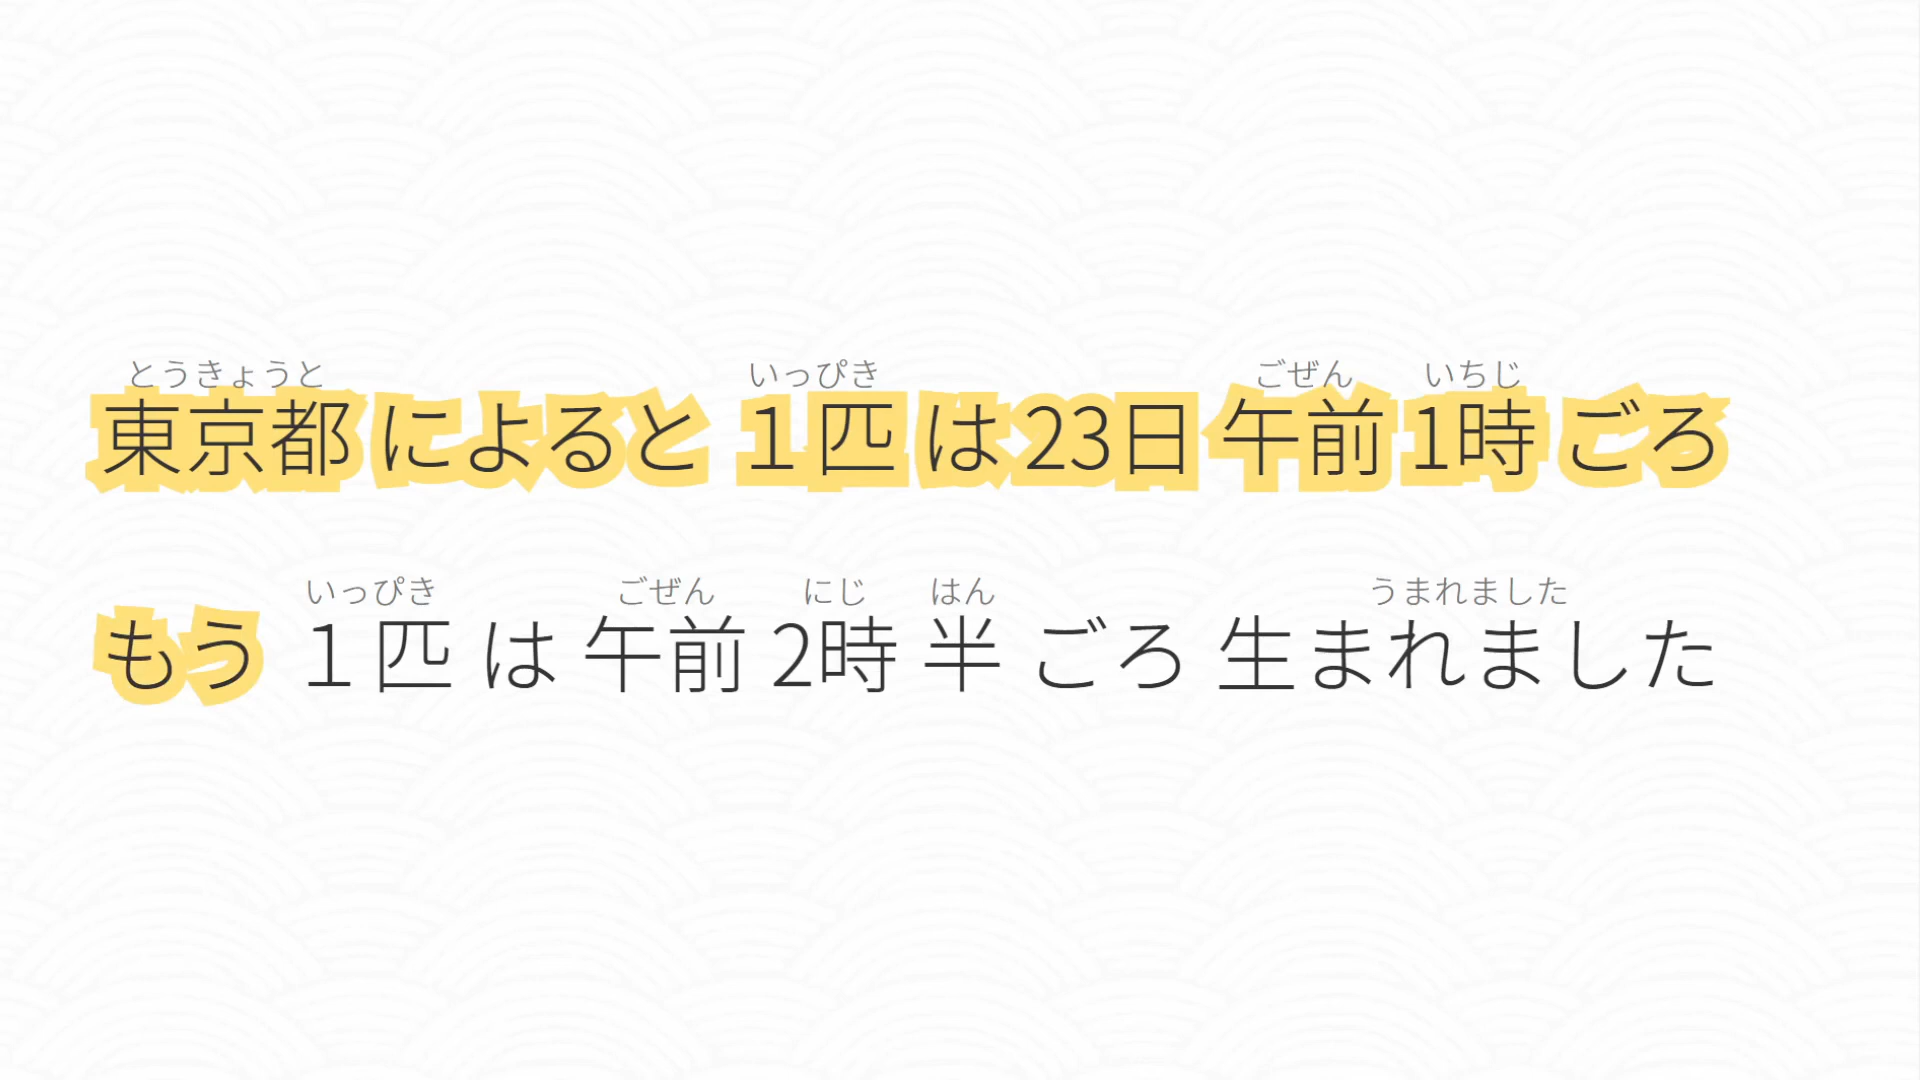 とうきょうと いっぴき ごぜん いちじ
東京都 によると １匹 は 23日 午前 1時 ごろ
いっぴき ごぜん にじ はん うまれました
もう １匹 は 午前 2時 半 ごろ 生まれました